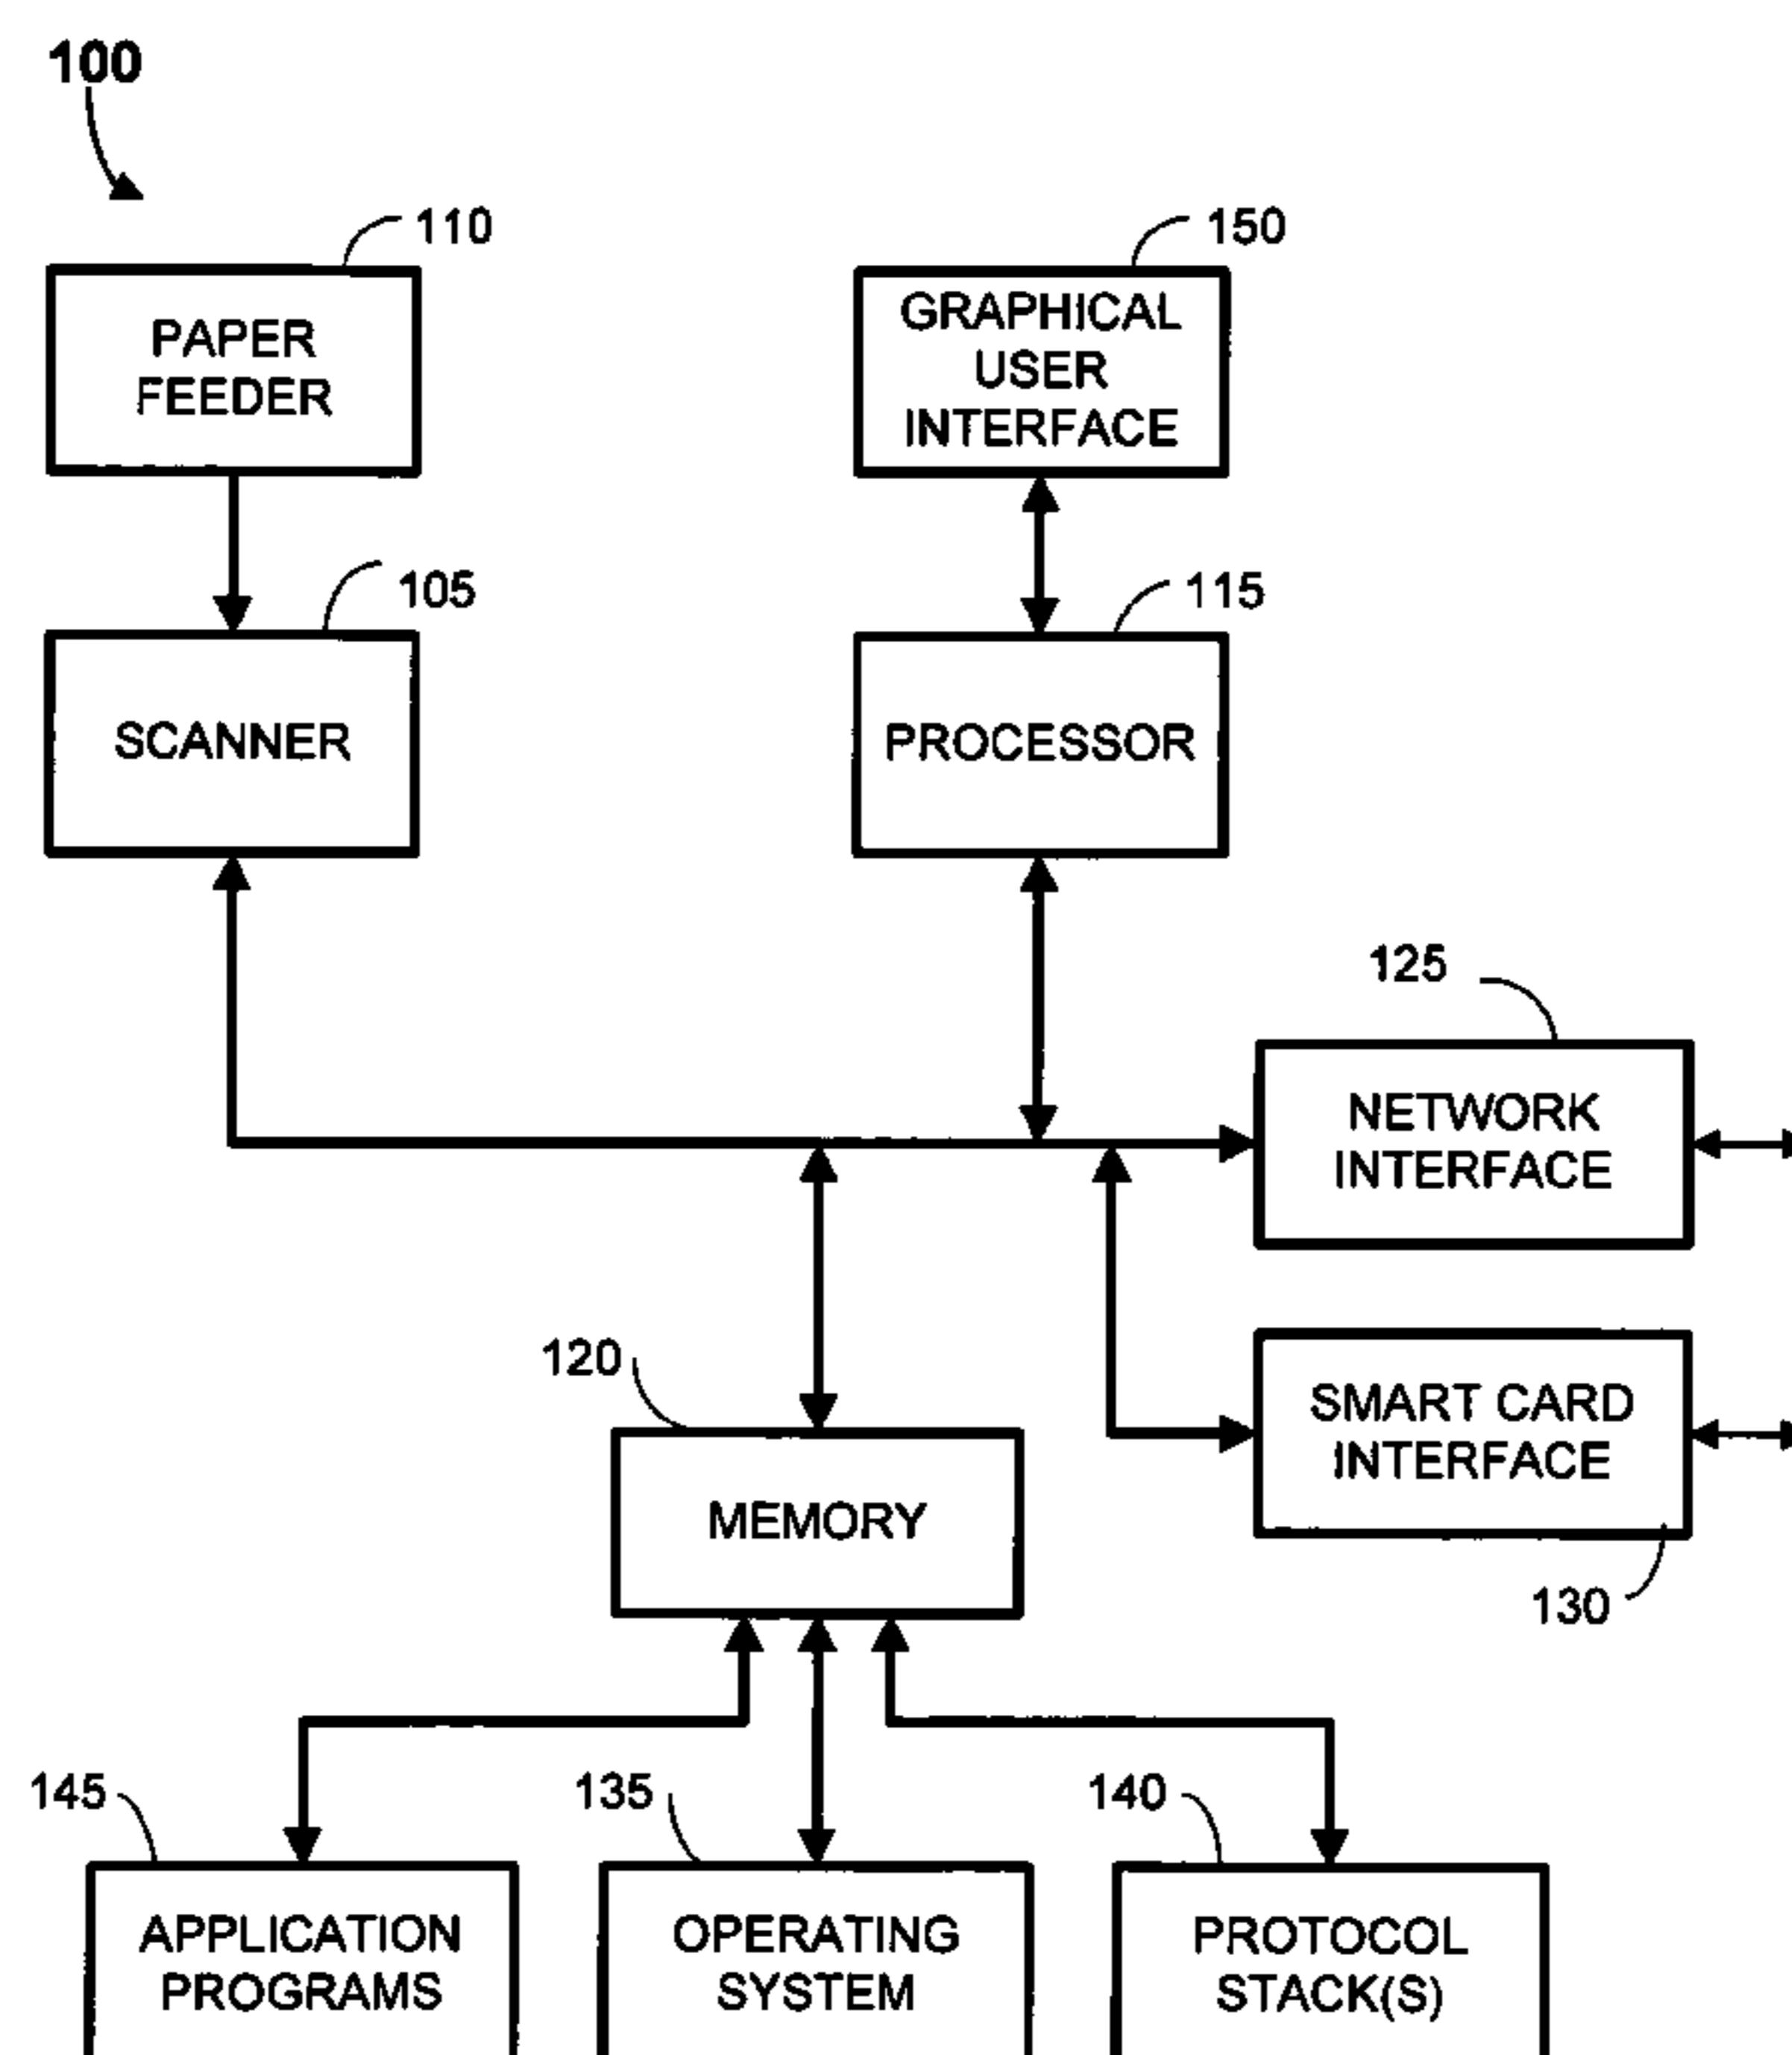 100
110
150
PAPER
FEEDER
GRAPHICAL
USER
INTERFACE
105
115
SCANNER
PROCESSOR
125
NETWORK
INTERFACE
120
SMART CARD
INTERFACE
MEMORY
130
145
135
140
APPLICATION
PROGRAMS
OPERATING
SYSTEM
PROTOCOL
STACK(S)